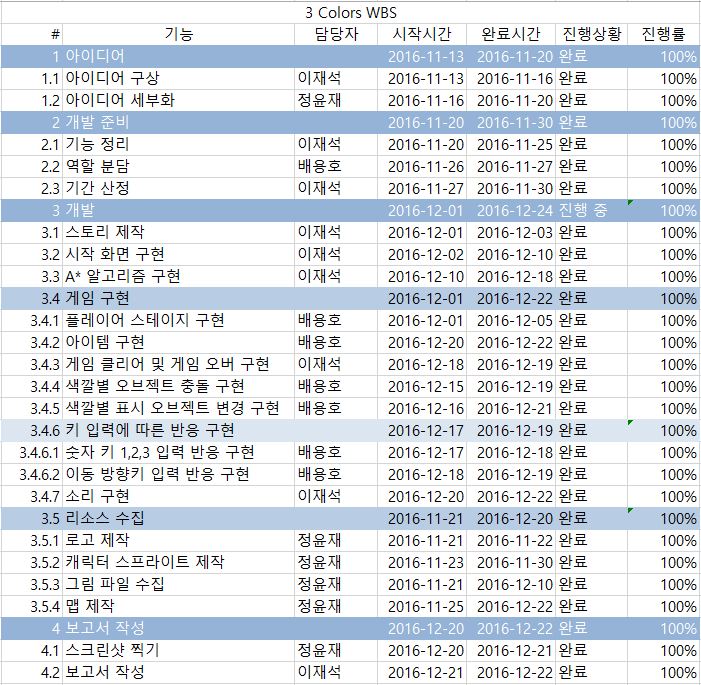 3 Colors WBS
# 기능 담당자 시작시간 완료시간 진행상황 진행률
1 아이디어 2016-11-13 2016-11-20 완료 100%
1.1 아이디어 구상 이재석 2016-11-13 2016-11-16 완료 100%
1.2 아이디어 세부화 정윤재 2016-11-16 2016-11-20 완료 100%
2 개발 준비 2016-11-20 2016-11-30 완료 100%
2.1 기능 정리 이재석 2016-11-20 2016-11-25 완료 100%
2.2 역할 분담 배용호 2016-11-26 2016-11-27 완료 100%
2.3 기간 산정 이재석 2016-11-27 2016-11-30 완료 100%
3 개발 2016-12-01 2016-12-24 진행 중 100%
3.1 스토리 제작 이재석 2016-12-01 2016-12-03 완료 100%
3.2 시작 화면 구현 이재석 2016-12-02 2016-12-10 완료 100%
3.3 A* 알고리즘 구현 이재석 2016-12-10 2016-12-18 완료 100%
3.4 게임 구현 2016-12-01 2016-12-22 완료 100%
3.4.1 플레이어 스테이지 구현 배용호 2016-12-01 2016-12-05 완료 100%
3.4.2 아이템 구현 배용호 2016-12-20 2016-12-22 완료 100%
3.4.3 게임 클리어 및 게임 오버 구현 이재석 2016-12-18 2016-12-19 완료 100%
3.4.4 색깔별 오브젝트 충돌 구현 배용호 2016-12-15 2016-12-19 완료 100%
3.4.5 색깔별 표시 오브젝트 변경 구현 배용호 2016-12-16 2016-12-21 완료 100%
3.4.6 키 입력에 따른 반응 구현 2016-12-17 2016-12-19 완료 100%
3.4.6.1 숫자 키 1,2,3 입력 반응 구현 배용호 2016-12-17 2016-12-18 완료 100%
3.4.6.2 이동 방향키 입력 반응 구현 배용호 2016-12-18 2016-12-19 완료 100%
3.4.7 소리 구현 이재석 2016-12-20 2016-12-22 완료 100%
3.5 리소스 수집 2016-11-21 2016-12-20 완료 100%
3.5.1 로고 제작 정윤재 2016-11-21 2016-11-22 완료 100%
3.5.2 캐릭터 스프라이트 제작 정윤재 2016-11-23 2016-11-30 완료 100%
3.5.3 그림 파일 수집 정윤재 2016-11-21 2016-12-10 완료 100%
3.5.4 맵 제작 정윤재 2016-11-25 2016-12-22 완료 100%
4 보고서 작성 2016-12-20 2016-12-22 완료 100%
4.1 스크린샷 찍기 정윤재 2016-12-20 2016-12-21 완료 100%
4.2 보고서 작성 이재석 2016-12-21 2016-12-22 완료 100%